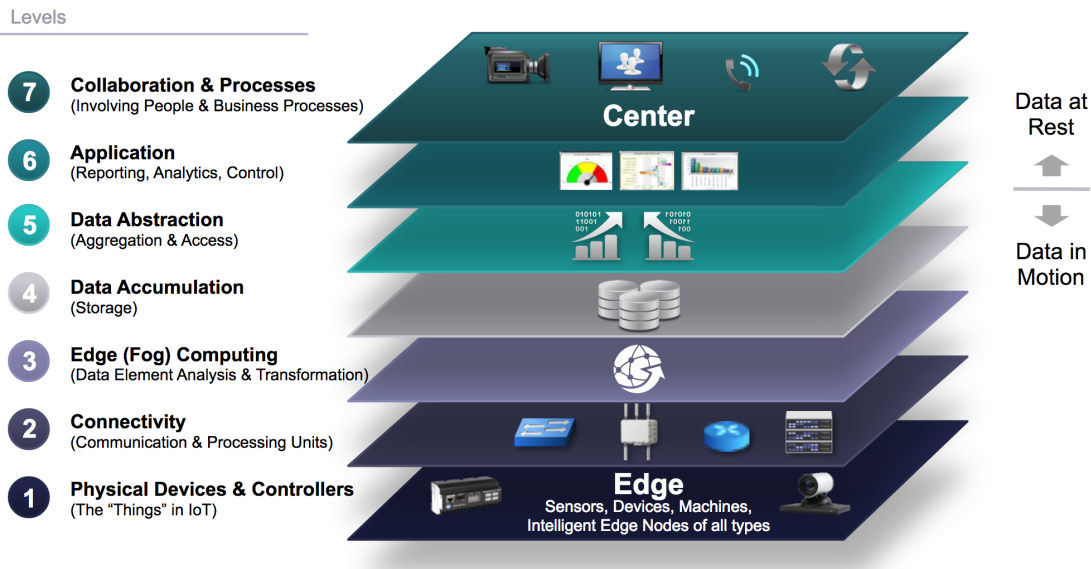 Levels
7
Collaboration & Processes
(Involving People & Business Processes)
6
Application
(Reporting, Analytics, Control)
5
Data Abstraction
(Aggregation & Access)
4
Data Accumulation
(Storage)
3
Edge (Fog) Computing
(Data Element Analysis & Transformation)
2
Connectivity
(Communication & Processing Units)
1
Physical Devices & Controllers
(The “Things” in IoT)
Center
010101
11001
001
Edge
Sensors, Devices, Machines,
Intelligent Edge Nodes of all types
Data at
Rest
Data in
Motion